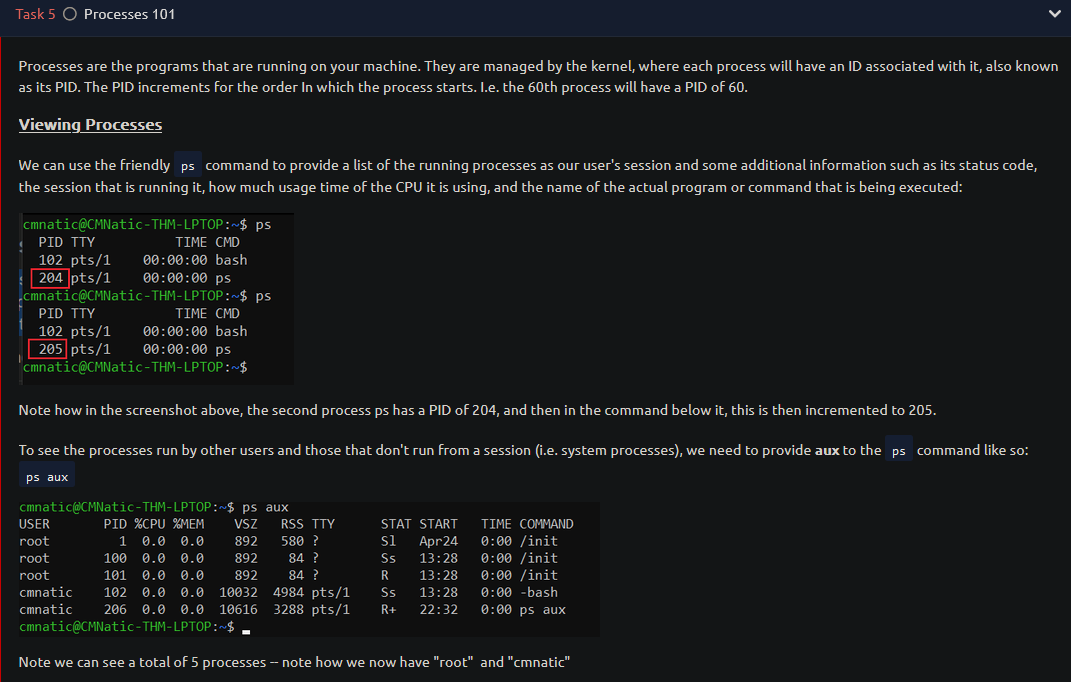 Task 5 Processes 101
Processes are the programs that are running on your machine. They are managed by the kernel, where each process will have an ID associated with it, also known
as its PID. The PID increments for the order In which the process starts. I.e. the 60th process will have a PID of 60.
Viewing Processes
We can use the friendly ps command to provide a list of the running processes as our user's session and some additional information such as its status code,
the session that is running it, how much usage time of the CPU it is using, and the name of the actual program or command that is being executed:
cmnatic@CMNatic-THM-LPTOP:~$ ps
PID TTY          TIME CMD
102 pts/1    00:00:00 bash
204 pts/1    00:00:00 ps
cmnatic@CMNatic-THM-LPTOP:~$ ps
PID TTY          TIME CMD
102 pts/1    00:00:00 bash
205 pts/1    00:00:00 ps
cmnatic@CMNatic-THM-LPTOP:~$
Note how in the screenshot above, the second process ps has a PID of 204, and then in the command below it, this is then incremented to 205.
To see the processes run by other users and those that don't run from a session (i.e. system processes), we need to provide aux to the ps command like so:
ps aux
cmnatic@CMNatic-THM-LPTOP:~$ ps aux
USER       PID %CPU %MEM    VSZ   RSS TTY      STAT START   TIME COMMAND
root         1  0.0  0.0    892   580 ?        Sl   Apr24   0:00 /init
root       100  0.0  0.0    892    84 ?        Ss   13:28   0:00 /init
root       101  0.0  0.0    892    84 ?        R    13:28   0:00 /init
cmnatic    102  0.0  0.0  10032  4984 pts/1    Ss   13:28   0:00 -bash
cmnatic    206  0.0  0.0  10616  3288 pts/1    R+   22:32   0:00 ps aux
cmnatic@CMNatic-THM-LPTOP:~$
Note we can see a total of 5 processes -- note how we now have "root" and "cmnatic"